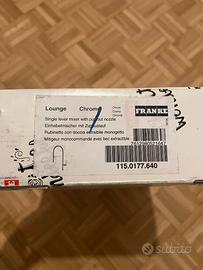 Lounge Chrome
FRANKE
Single lever mixer with pull out nozzle
Einhebelmischer mit Zugauslauf
Rubinetto con doccia estraibile monogetto
Mitigeur monocommande avec bec extractible
7612980521647
115.0177.640
subito